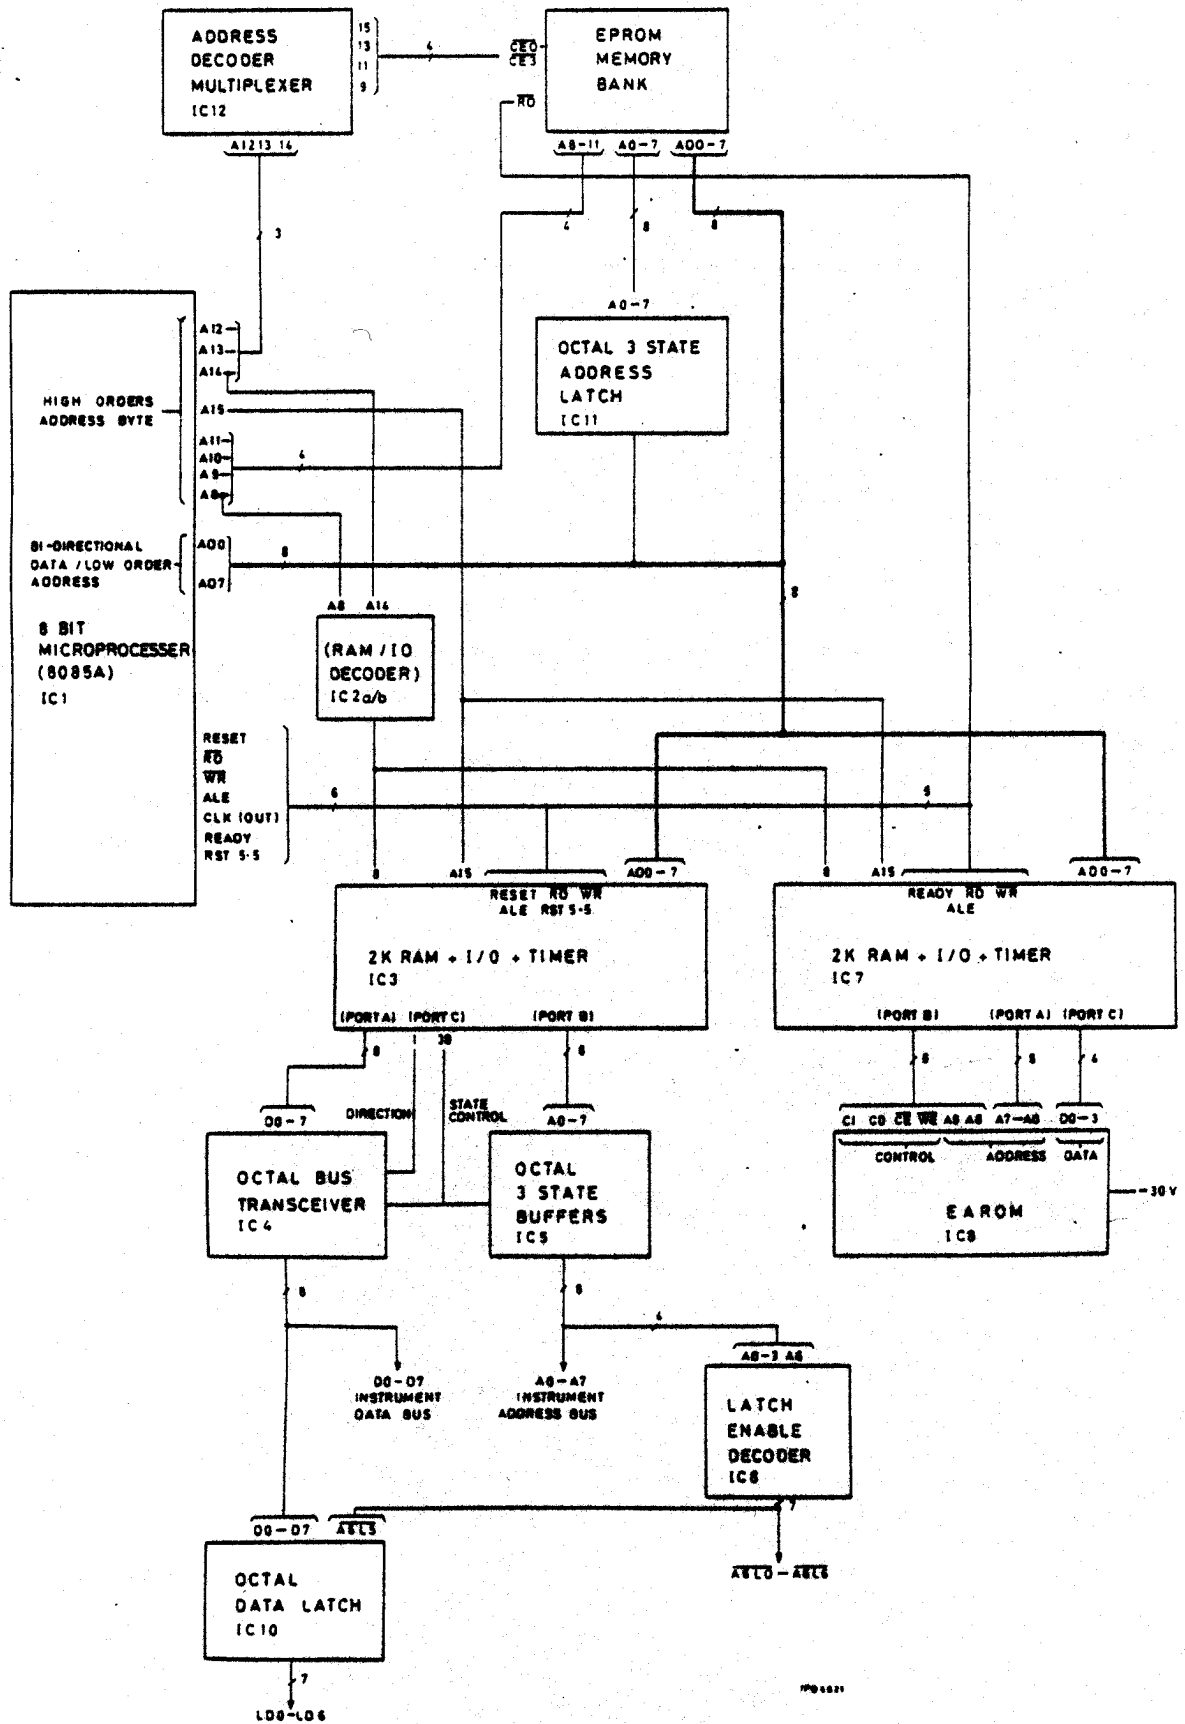 ADDRESS
DECODER
MULTIPLEXER
IC12
15
13
11
9
A12 13 14
4
CE0
CE3
RD
EPROM
MEMORY
BANK
A8-11
A0-7
AD0-7
3
4
8
8
A0-7
OCTAL 3 STATE
ADDRESS
LATCH
IC11
A12
A13
A14
HIGH ORDERS
ADDRESS BYTE
A15
A11
A10
A9
A8
4
BI-DIRECTIONAL
DATA / LOW ORDER
ADDRESS
AD0
AD7
8
8
8 BIT
MICROPROCESSER
(8085A)
IC1
A8 A14
(RAM / IO
DECODER)
IC2a/b
RESET
RD
WR
ALE
CLK (OUT)
READY
RST 5·5
6
5
8
A15
AD0-7
RESET RD WR
ALE RST 5·5
2K RAM + I/O + TIMER
IC3
(PORT A) (PORT C) (PORT B)
8
A15
AD0-7
READY RD WR
ALE
2K RAM + I/O + TIMER
IC7
(PORT B) (PORT A) (PORT C)
8
1
8
DIRECTION
STATE
CONTROL
D0-7
OCTAL BUS
TRANSCEIVER
IC4
A0-7
OCTAL
3 STATE
BUFFERS
IC5
4
C1 C0 CE WE
D0-3
CONTROL ADDRESS DATA
EAROM
IC8
-30V
8
8
4
D0-D7
INSTRUMENT
DATA BUS
A0-A7
INSTRUMENT
ADDRESS BUS
LATCH
ENABLE
DECODER
IC6
7
D0-D7
A6L5
OCTAL
DATA LATCH
IC10
A6L0 - A6L6
7
LD0-LD6